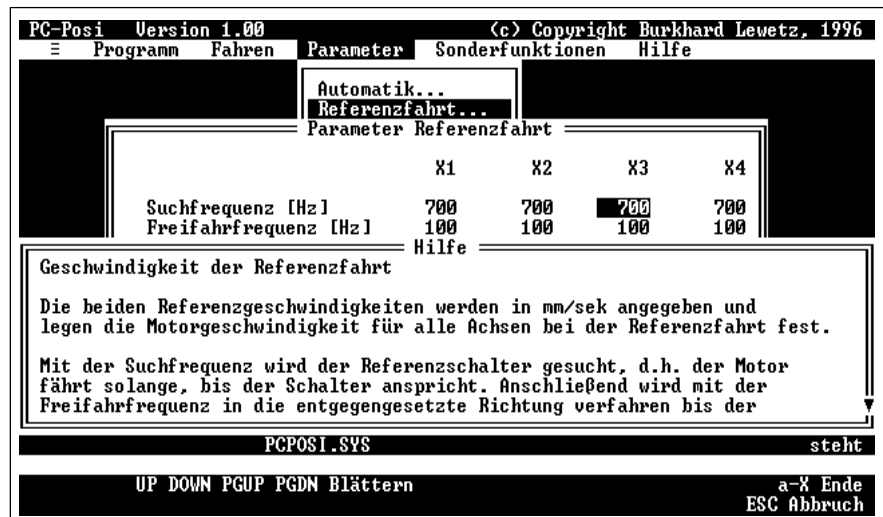 PC-Posi Version 1.00 (c) Copyright Burkhard Lewetz, 1996
≡ Programm Fahren Parameter Sonderfunktionen Hilfe
Automatik...
Referenzfahrt...
Parameter Referenzfahrt
X1 X2 X3 X4
Suchfrequenz [Hz] 700 700 700 700
Freifahrfrequenz [Hz] 100 100 100 100
Hilfe
Geschwindigkeit der Referenzfahrt
Die beiden Referenzgeschwindigkeiten werden in mm/sek angegeben und
legen die Motorgeschwindigkeit für alle Achsen bei der Referenzfahrt fest.
Mit der Suchfrequenz wird der Referenzschalter gesucht, d.h. der Motor
fährt solange, bis der Schalter anspricht. Anschließend wird mit der
Freifahrfrequenz in die entgegengesetzte Richtung verfahren bis der
PCPOSI.SYS steht
UP DOWN PGUP PGDN Blättern a-X Ende
ESC Abbruch